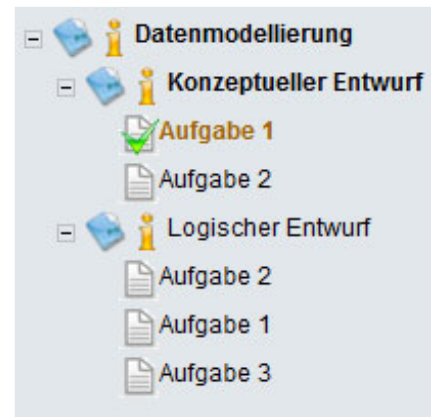 Datenmodellierung
Konzeptueller Entwurf
Aufgabe 1
Aufgabe 2
Logischer Entwurf
Aufgabe 2
Aufgabe 1
Aufgabe 3